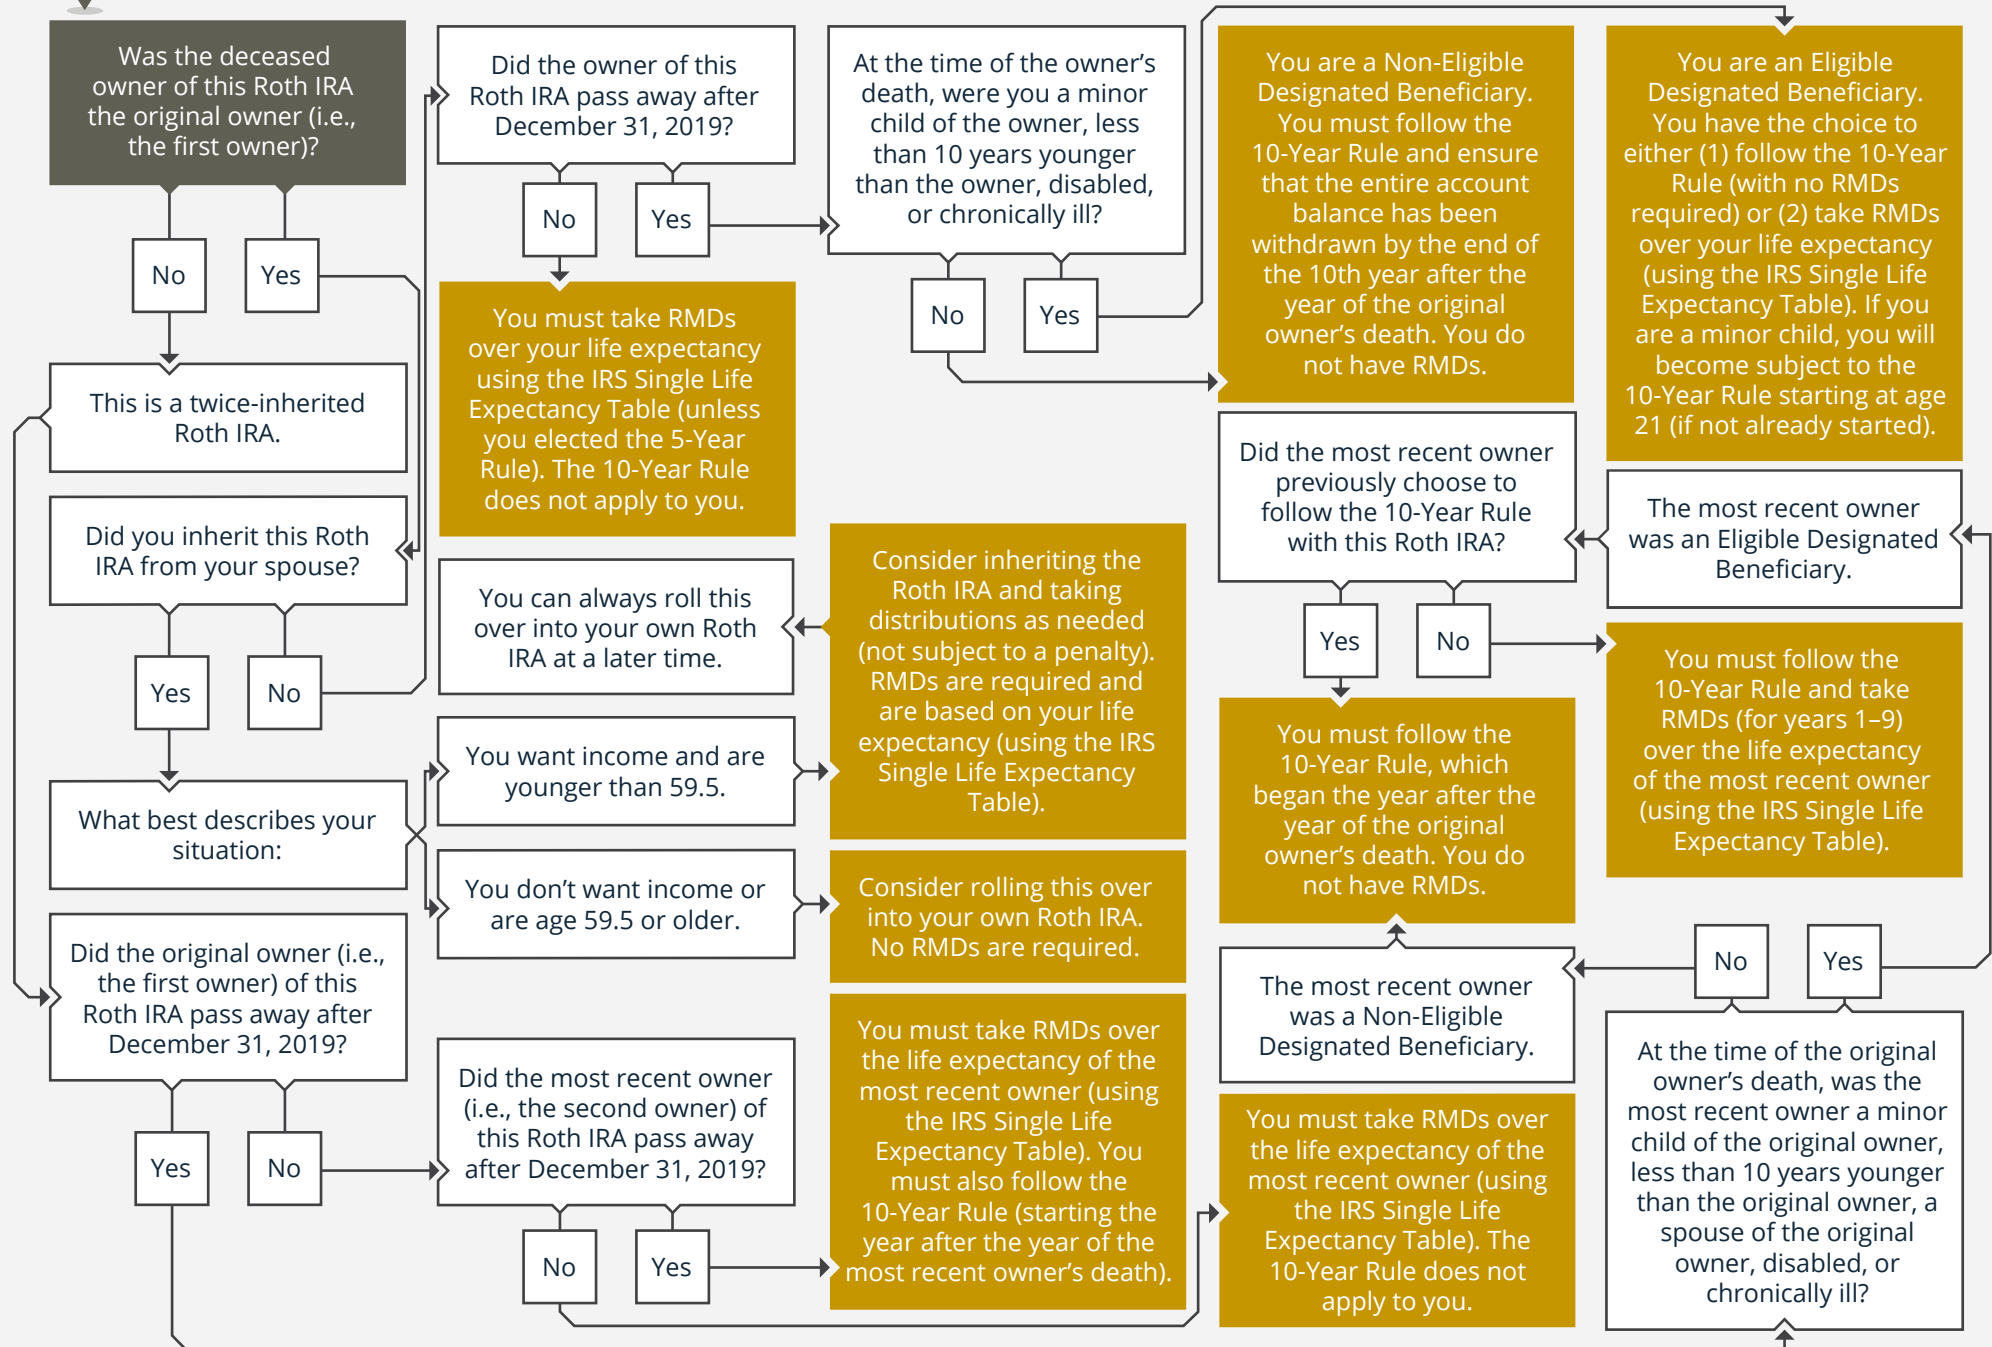 Was the deceased
owner of this Roth IRA
the original owner (i.e.,
the first owner)?
No
Yes
This is a twice-inherited
Roth IRA.
Did you inherit this Roth
IRA from your spouse?
Yes
No
What best describes your
situation:
Did the original owner (i.e.,
the first owner) of this
Roth IRA pass away after
December 31, 2019?
Yes
No
Did the owner of this
Roth IRA pass away after
December 31, 2019?
No
Yes
You must take RMDs
over your life expectancy
using the IRS Single Life
Expectancy Table (unless
you elected the 5-Year
Rule). The 10-Year Rule
does not apply to you.
You can always roll this
over into your own Roth
IRA at a later time.
You want income and are
younger than 59.5.
You don’t want income or
are age 59.5 or older.
Did the most recent owner
(i.e., the second owner) of
this Roth IRA pass away
after December 31, 2019?
No
Yes
At the time of the owner’s
death, were you a minor
child of the owner, less
than 10 years younger
than the owner, disabled,
or chronically ill?
No
Yes
Consider inheriting the
Roth IRA and taking
distributions as needed
(not subject to a penalty).
RMDs are required and
are based on your life
expectancy (using the IRS
Single Life Expectancy
Table).
Consider rolling this over
into your own Roth IRA.
No RMDs are required.
You must take RMDs over
the life expectancy of the
most recent owner (using
the IRS Single Life
Expectancy Table). You
must also follow the
10-Year Rule (starting the
year after the year of the
most recent owner’s death).
You are a Non-Eligible
Designated Beneficiary.
You must follow the
10-Year Rule and ensure
that the entire account
balance has been
withdrawn by the end of
the 10th year after the
year of the original
owner’s death. You do
not have RMDs.
Did the most recent owner
previously choose to
follow the 10-Year Rule
with this Roth IRA?
Yes
No
You must follow the
10-Year Rule, which
began the year after the
year of the original
owner’s death. You do
not have RMDs.
The most recent owner
was a Non-Eligible
Designated Beneficiary.
You must take RMDs over
the life expectancy of the
most recent owner (using
the IRS Single Life
Expectancy Table). The
10-Year Rule does not
apply to you.
You are an Eligible
Designated Beneficiary.
You have the choice to
either (1) follow the 10-Year
Rule (with no RMDs
required) or (2) take RMDs
over your life expectancy
(using the IRS Single Life
Expectancy Table). If you
are a minor child, you will
become subject to the
10-Year Rule starting at age
21 (if not already started).
The most recent owner
was an Eligible Designated
Beneficiary.
You must follow the
10-Year Rule and take
RMDs (for years 1–9)
over the life expectancy
of the most recent owner
(using the IRS Single Life
Expectancy Table).
No
Yes
At the time of the original
owner’s death, was the
most recent owner a minor
child of the original owner,
less than 10 years younger
than the original owner, a
spouse of the original
owner, disabled, or
chronically ill?